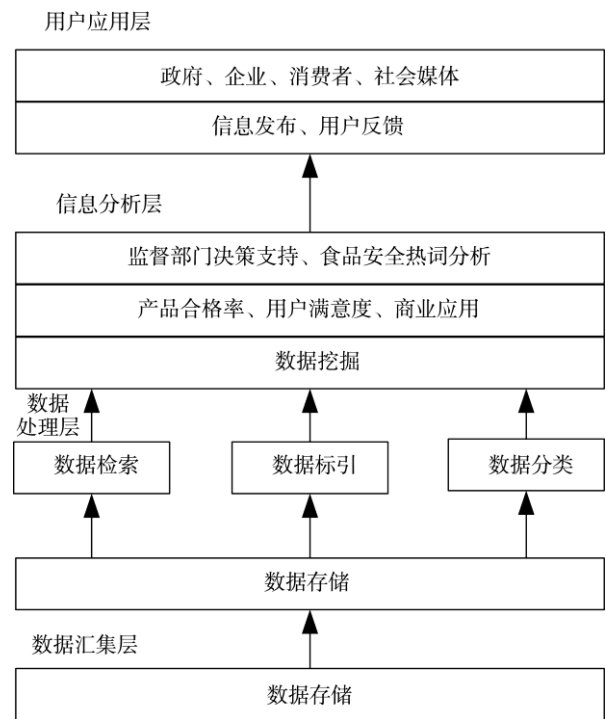 用户应用层
政府、企业、消费者、社会媒体
信息发布、用户反馈
信息分析层
监督部门决策支持、食品安全热词分析
产品合格率、用户满意度、商业应用
数据挖掘
数据
处理层
数据检索
数据标引
数据分类
数据存储
数据汇集层
数据存储